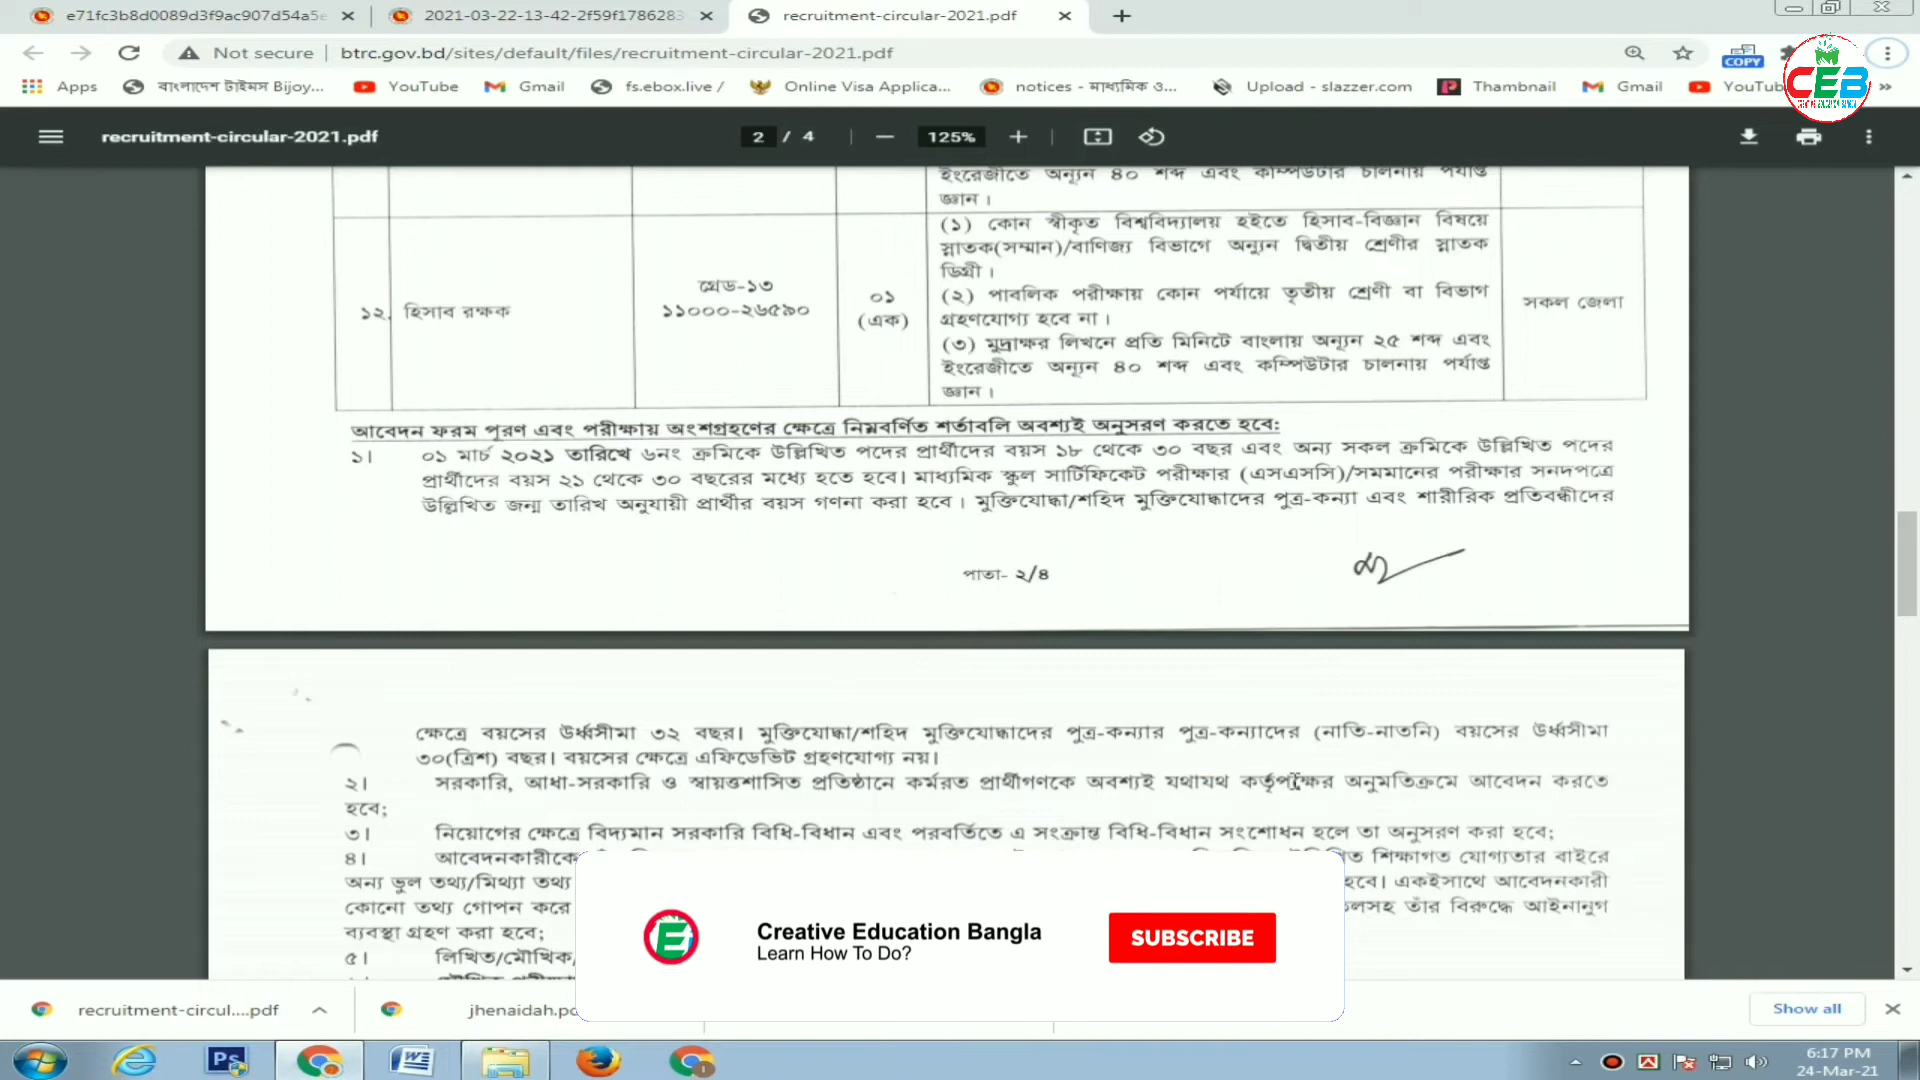 e71fc3b8d0089d3f9ac907d54a5e
2021-03-22-13-42-2f59f1786283
recruitment-circular-2021.pdf
Not secure
btrc.gov.bd/sites/default/files/recruitment-circular-2021.pdf
COPY
CEB
Apps
বাংলাদেশ টাইমস Bijoy...
YouTube
Gmail
fs.ebox.live /
Online Visa Applica...
notices - মাধ্যমিক ও...
Upload - slazzer.com
Thumbnail
Gmail
YouTu
recruitment-circular-2021.pdf
2 / 4
125%
ইংরেজীতে অন্যূন ৪০ শব্দ এবং কম্পিউটার চালনায় পর্যাপ্ত
জ্ঞান ।
১২. হিসাব রক্ষক
গ্রেড-১৩
১১০০০-২৬৫৯০
০১
(এক)
(১) কোন স্বীকৃত বিশ্ববিদ্যালয় হইতে হিসাব-বিজ্ঞান বিষয়ে
স্নাতক(সম্মান)/বাণিজ্য বিভাগে অন্যুন দ্বিতীয় শ্রেণীর স্নাতক
ডিগ্রী ।
(২) পাবলিক পরীক্ষায় কোন পর্যায়ে তৃতীয় শ্রেণী বা বিভাগ
গ্রহণযোগ্য হবে না ।
(৩) মুদ্রাক্ষর লিখনে প্রতি মিনিটে বাংলায় অন্যূন ২৫ শব্দ এবং
ইংরেজীতে অন্যূন ৪০ শব্দ এবং কম্পিউটার চালনায় পর্যাপ্ত
জ্ঞান ।
সকল জেলা
আবেদন ফরম পূরণ এবং পরীক্ষায় অংশগ্রহণের ক্ষেত্রে নিম্নবর্ণিত শর্তাবলি অবশ্যই অনুসরণ করতে হবে:
১। ০১ মার্চ ২০২১ তারিখে ৬নং ক্রমিকে উল্লিখিত পদের প্রার্থীদের বয়স ১৮ থেকে ৩০ বছর এবং অন্য সকল ক্রমিকে উল্লিখিত পদের
প্রার্থীদের বয়স ২১ থেকে ৩০ বছরের মধ্যে হতে হবে। মাধ্যমিক স্কুল সার্টিফিকেট পরীক্ষার (এসএসসি)/সমমানের পরীক্ষার সনদপত্রে
উল্লিখিত জন্ম তারিখ অনুযায়ী প্রার্থীর বয়স গণনা করা হবে । মুক্তিযোদ্ধা/শহিদ মুক্তিযোদ্ধাদের পুত্র-কন্যা এবং শারীরিক প্রতিবন্ধীদের
পাতা- ২/৪
ক্ষেত্রে বয়সের উর্ধ্বসীমা ৩২ বছর। মুক্তিযোদ্ধা/শহিদ মুক্তিযোদ্ধাদের পুত্র-কন্যার পুত্র-কন্যাদের (নাতি-নাতনি) বয়সের উর্ধ্বসীমা
৩০(ত্রিশ) বছর। বয়সের ক্ষেত্রে এফিডেভিট গ্রহণযোগ্য নয়।
২। সরকারি, আধা-সরকারি ও স্বায়ত্তশাসিত প্রতিষ্ঠানে কর্মরত প্রার্থীগণকে অবশ্যই যথাযথ কর্তৃপক্ষের অনুমতিক্রমে আবেদন করতে
হবে;
৩। নিয়োগের ক্ষেত্রে বিদ্যমান সরকারি বিধি-বিধান এবং পরবর্তিতে এ সংক্রান্ত বিধি-বিধান সংশোধন হলে তা অনুসরণ করা হবে;
৪। আবেদনকারীকে শিক্ষাগত যোগ্যতার বাইরে
অন্য ভুল তথ্য/মিথ্যা তথ্য হবে। একইসাথে আবেদনকারী
কোনো তথ্য গোপন করে তাঁর বিরুদ্ধে আইনানুগ
ব্যবস্থা গ্রহণ করা হবে;
৫। লিখিত/মৌখিক/
Creative Education Bangla
Learn How To Do?
SUBSCRIBE
recruitment-circul....pdf
jhenaidah.pd
Show all
6:17 PM
24-Mar-21